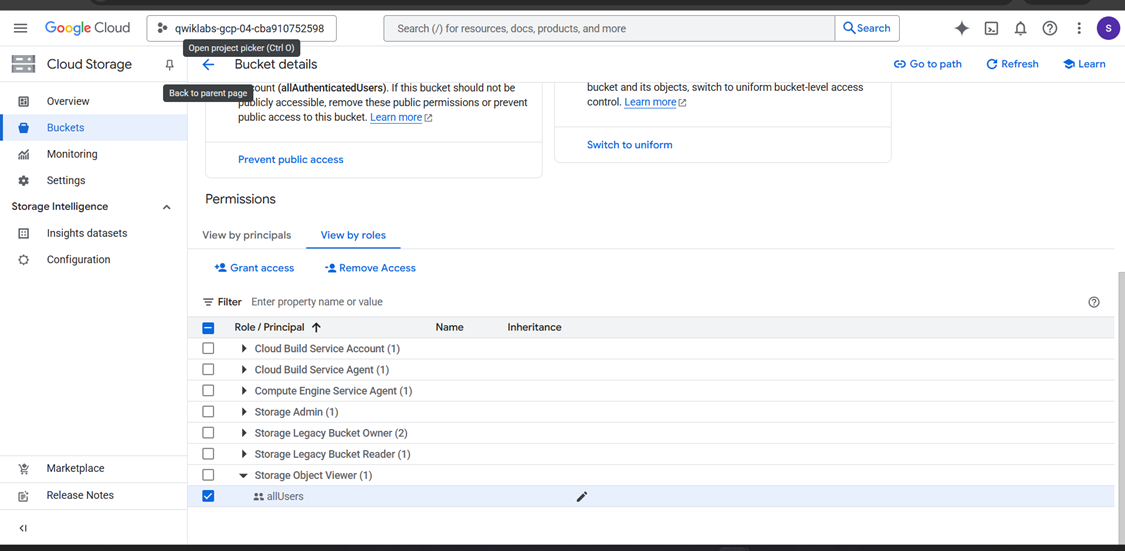 Google Cloud
qwiklabs-gcp-04-cba910752598
Search (/) for resources, docs, products, and more
Search
S
Open project picker (Ctrl O)
Cloud Storage
Bucket details
Go to path
Refresh
Learn
Back to parent page
Overview
Buckets
Monitoring
Settings
Storage Intelligence
Insights datasets
Configuration
Marketplace
Release Notes
(allAuthenticatedUsers). If this bucket should not be
publicly accessible, remove these public permissions or prevent
public access to this bucket. Learn more
Prevent public access
bucket and its objects, switch to uniform bucket-level access
control. Learn more
Switch to uniform
Permissions
View by principals
View by roles
Grant access
Remove Access
Filter
Enter property name or value
Role / Principal
Name
Inheritance
Cloud Build Service Account (1)
Cloud Build Service Agent (1)
Compute Engine Service Agent (1)
Storage Admin (1)
Storage Legacy Bucket Owner (2)
Storage Legacy Bucket Reader (1)
Storage Object Viewer (1)
allUsers